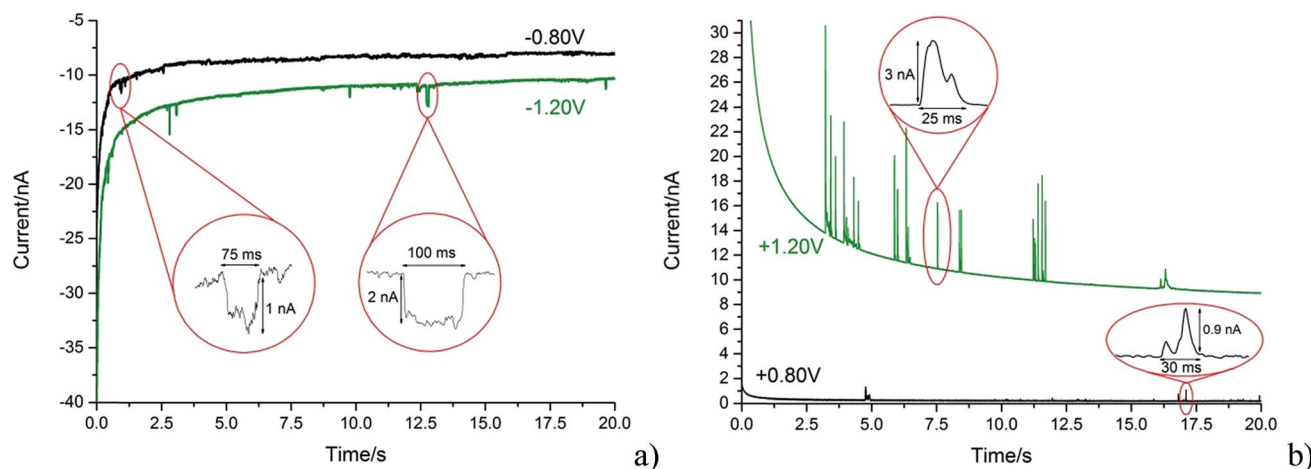 -5
-10
-15
-20
-25
-30
-35
-40
Current/nA
-0.80V
-1.20V
75 ms
1 nA
100 ms
2 nA
0.0 2.5 5.0 7.5 10.0 12.5 15.0 17.5 20.0
Time/s
a)
30
28
26
24
22
20
18
16
14
12
10
8
6
4
2
0
Current/nA
3 nA
25 ms
+1.20V
0.9 nA
30 ms
+0.80V
0.0 2.5 5.0 7.5 10.0 12.5 15.0 17.5 20.0
Time/s
b)